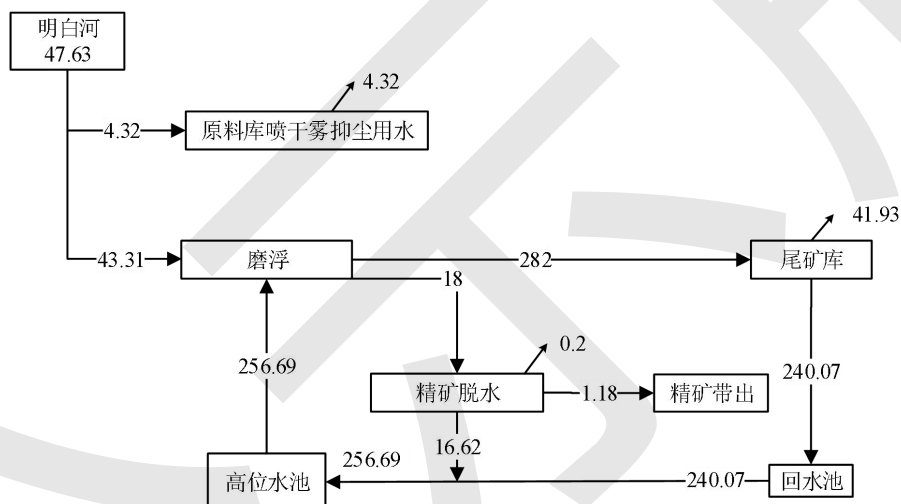 明白河
47.63
4.32
4.32
原料库喷干雾抑尘用水
41.93
43.31
磨浮
282
尾矿库
18
0.2
256.69
240.07
精矿脱水
1.18
精矿带出
16.62
256.69
高位水池
240.07
回水池